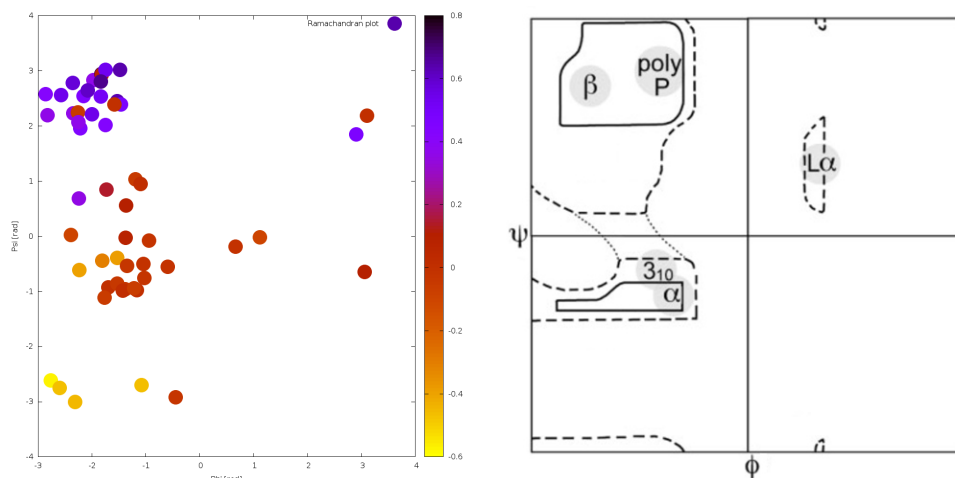 Ramachandran plot
4
3
2
1
0
-1
-2
-3
-4
Psi [rad]
-3
-2
-1
0
1
2
3
4
Phi [rad]
0.8
0.6
0.4
0.2
0
-0.2
-0.4
-0.6
β
poly
P
Lα
ψ
3₁₀
α
ϕ